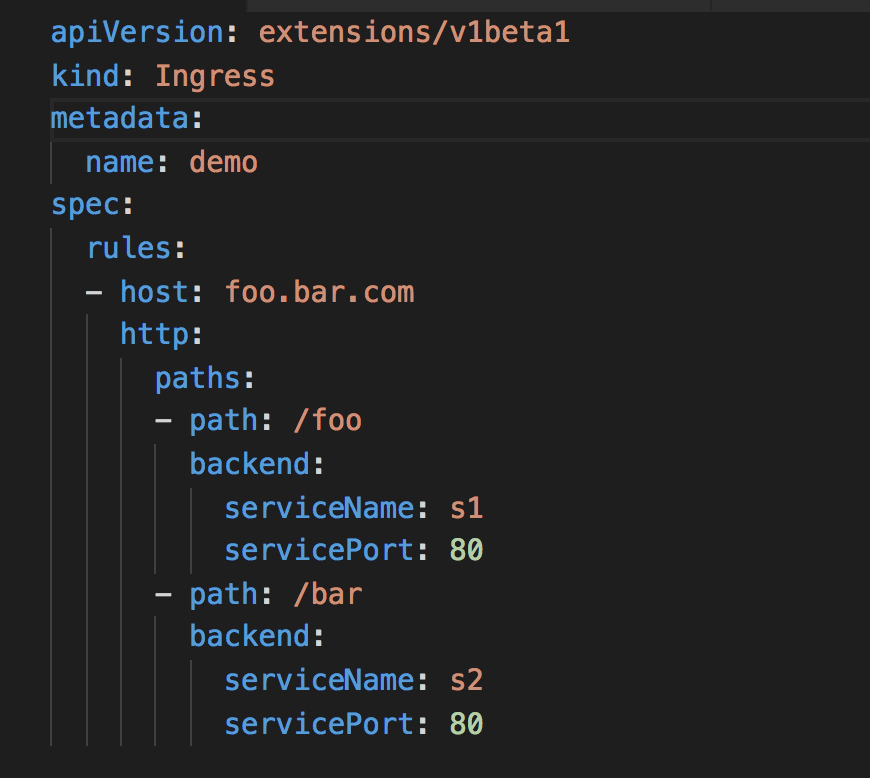 apiVersion: extensions/v1beta1
kind: Ingress
metadata:
  name: demo
spec:
  rules:
  - host: foo.bar.com
    http:
      paths:
      - path: /foo
        backend:
          serviceName: s1
          servicePort: 80
      - path: /bar
        backend:
          serviceName: s2
          servicePort: 80